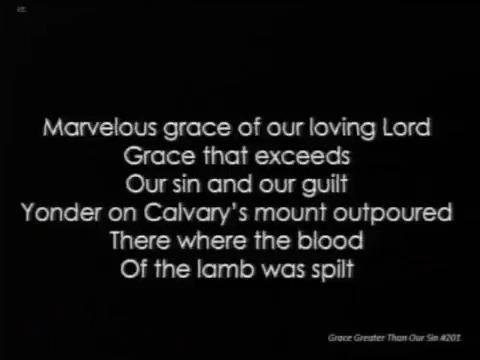 Marvelous grace of our loving Lord
Grace that exceeds
Our sin and our guilt
Yonder on Calvary's mount outpoured
There where the blood
Of the lamb was spilt
Grace Greater Than Our Sin #201